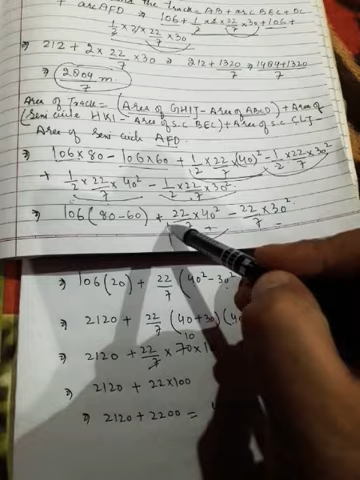 the track = AB + arc BEC + DC
+ arc AFD ⇒ 106 + 1/2 x 2 x 22/7 x 30 + 106 +
1/2 x 2 x 22/7 x 30
⇒ 212 + 2 x 22/7 x 30 ⇒ 212 + 1320/7 ⇒ 1484+1320/7
⇒ 2804/7 m.
Area of Track = (Area of GHIJ - Area of ABCD) + Area of
(Semi circle HKI - Area of S.C BEC) + Area of S.C GLJ -
Area of Semi circle AFD.
⇒ 106 x 80 - 106 x 60 + 1/2 x 22/7 x (40)² - 1/2 x 22/7 x 30²
+ 1/2 x 22/7 x 40² - 1/2 x 22/7 x 30²
⇒ 106 (80-60) + 22/7 x 40² - 22/7 x 30²
⇒ 106 (20) + 22/7 (40² - 30²
⇒ 2120 + 22/7 (40+30) (40
⇒ 2120 + 22/7 x 70 x 1
10
⇒ 2120 + 22 x 100
⇒ 2120 + 2200 =